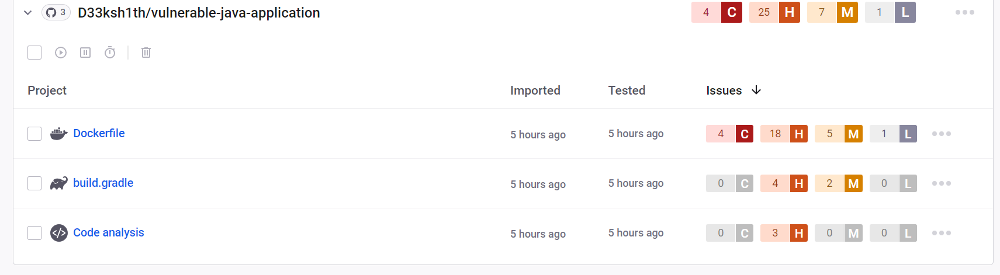 3 D33ksh1th/vulnerable-java-application 4 C 25 H 7 M 1 L
Project Imported Tested Issues
Dockerfile 5 hours ago 5 hours ago 4 C 18 H 5 M 1 L
build.gradle 5 hours ago 5 hours ago 0 C 4 H 2 M 0 L
Code analysis 5 hours ago 5 hours ago 0 C 3 H 0 M 0 L